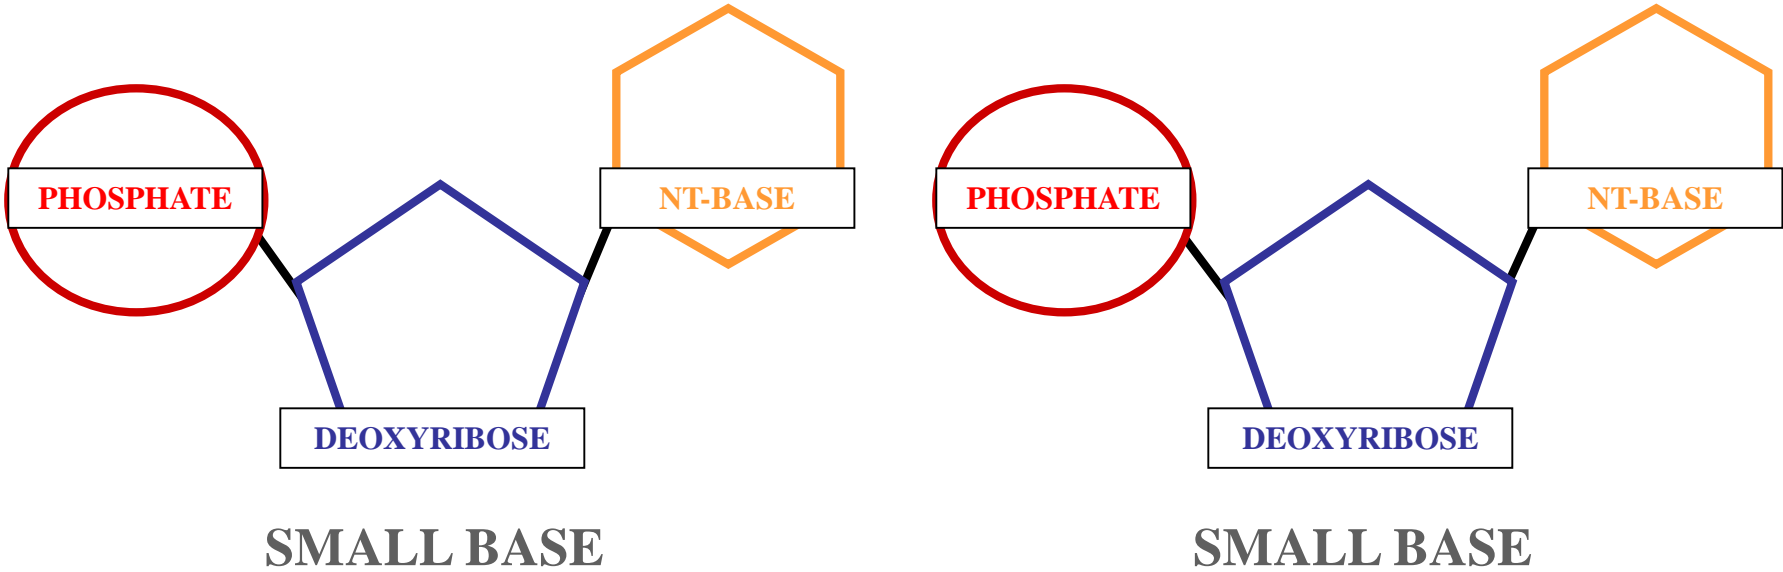 PHOSPHATE
NT-BASE
DEOXYRIBOSE
SMALL BASE
PHOSPHATE
NT-BASE
DEOXYRIBOSE
SMALL BASE